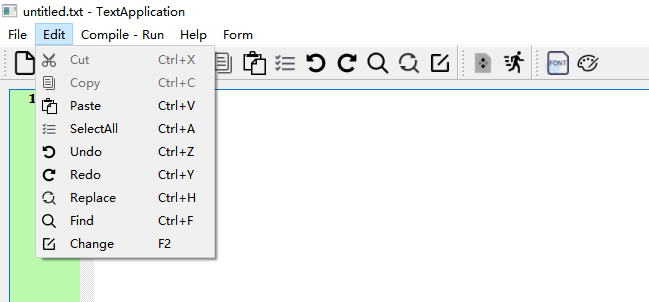 untitled.txt - TextApplication
File Edit Compile - Run Help Form
FONT
1
Cut Ctrl+X
Copy Ctrl+C
Paste Ctrl+V
SelectAll Ctrl+A
Undo Ctrl+Z
Redo Ctrl+Y
Replace Ctrl+H
Find Ctrl+F
Change F2